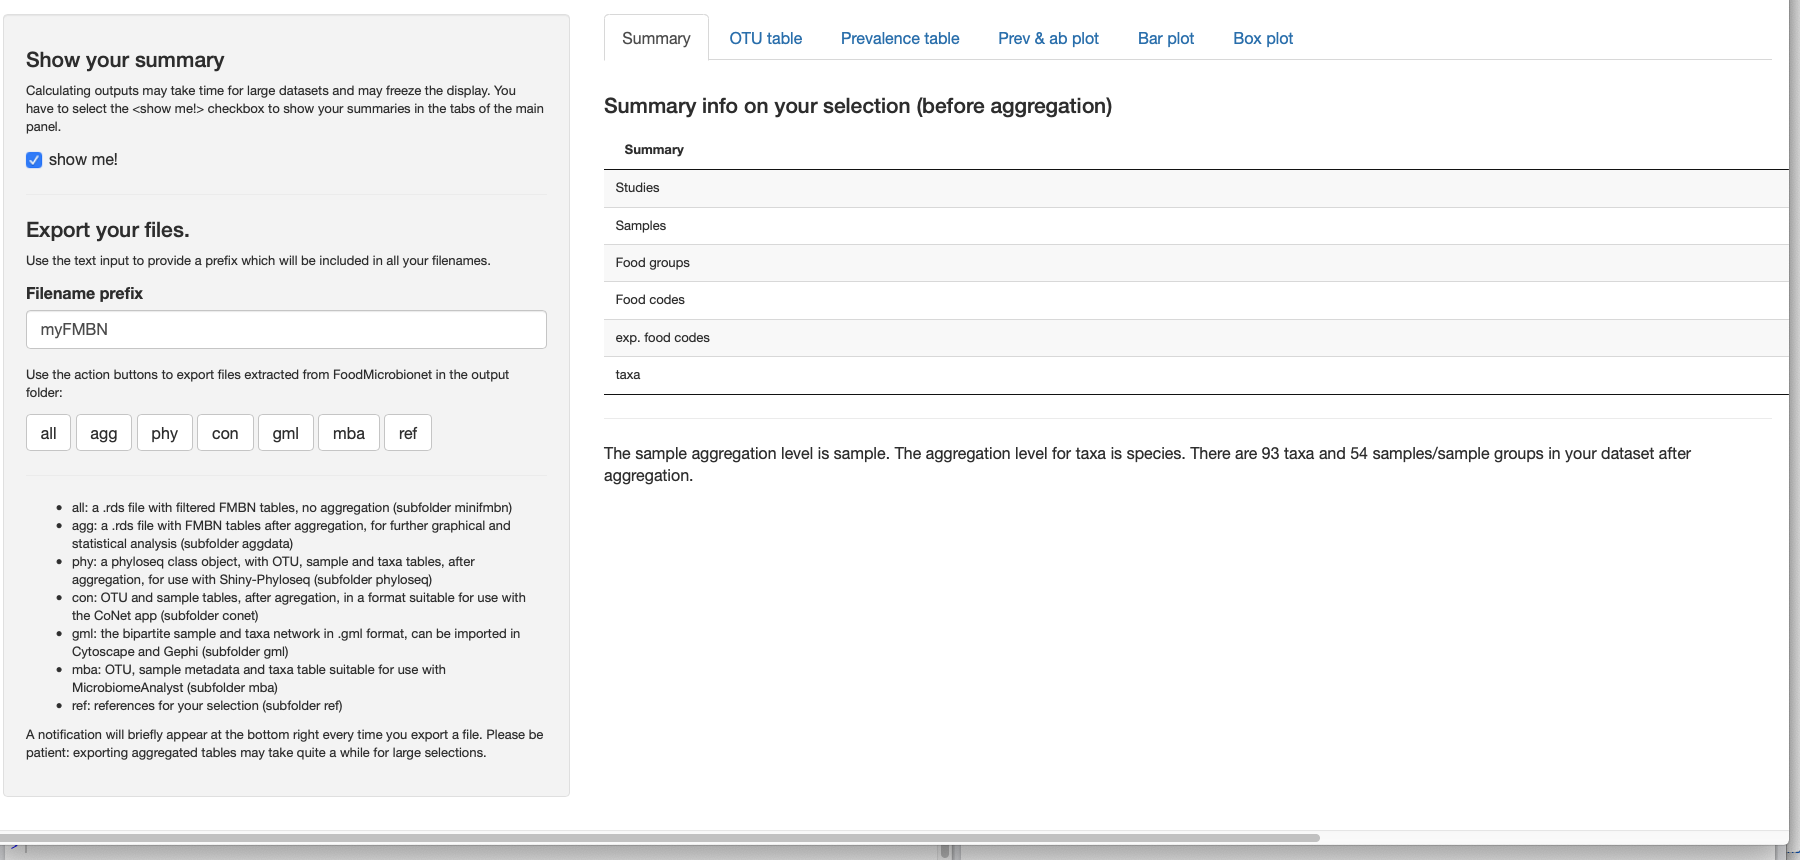 Show your summary
Calculating outputs may take time for large datasets and may freeze the display. You
have to select the <show me!> checkbox to show your summaries in the tabs of the main
panel.
show me!
Export your files.
Use the text input to provide a prefix which will be included in all your filenames.
Filename prefix
myFMBN
Use the action buttons to export files extracted from FoodMicrobionet in the output
folder:
all agg phy con gml mba ref
• all: a .rds file with filtered FMBN tables, no aggregation (subfolder minifmbn)
• agg: a .rds file with FMBN tables after aggregation, for further graphical and
statistical analysis (subfolder aggdata)
• phy: a phyloseq class object, with OTU, sample and taxa tables, after
aggregation, for use with Shiny-Phyloseq (subfolder phyloseq)
• con: OTU and sample tables, after agregation, in a format suitable for use with
the CoNet app (subfolder conet)
• gml: the bipartite sample and taxa network in .gml format, can be imported in
Cytoscape and Gephi (subfolder gml)
• mba: OTU, sample metadata and taxa table suitable for use with
MicrobiomeAnalyst (subfolder mba)
• ref: references for your selection (subfolder ref)
A notification will briefly appear at the bottom right every time you export a file. Please be
patient: exporting aggregated tables may take quite a while for large selections.
Summary OTU table Prevalence table Prev & ab plot Bar plot Box plot
Summary info on your selection (before aggregation)
Summary
Studies
Samples
Food groups
Food codes
exp. food codes
taxa
The sample aggregation level is sample. The aggregation level for taxa is species. There are 93 taxa and 54 samples/sample groups in your dataset after
aggregation.